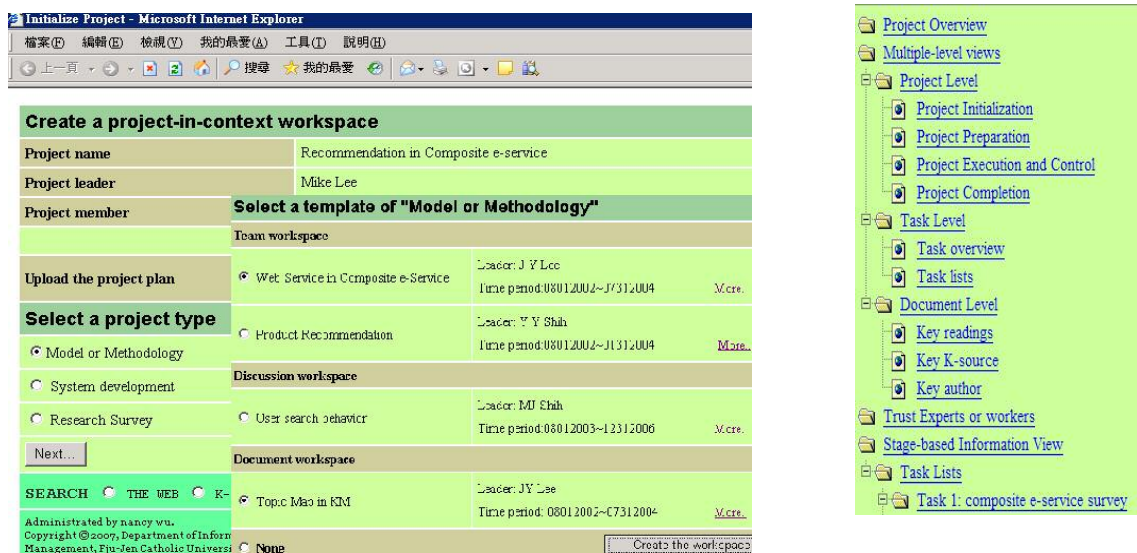 Initialize Project - Microsoft Internet Explorer
檔案(F) 編輯(E) 檢視(V) 我的最愛(A) 工具(T) 說明(H)
上一頁 搜尋 我的最愛
Create a project-in-context workspace
Project name Recommendation in Composite e-service
Project leader Mike Lee
Project member
Upload the project plan
Select a project type
Model or Methodology
System development
Research Survey
Next...
SEARCH THE WEB K-
Administrated by nancy wu.
Copyright©2007, Department of Inform
Management, Fju-Jen Catholic Universi
Select a template of "Model or Methodology"
Team workspace
Web Service in Composite e-Service
Leader: J Y Lee
Time period:08012002~07312004 More.
Product Recommendation
Leader: Y Y Shih
Time period:08012002~ More..
Discussion workspace
User search behavior
Leader: MJ Shih
Time period:08012003~12312006 More.
Document workspace
Topic Map in KM
Leader: JY Lee
Time period: 08012002~07312004 More.
None
Create the workspace
Project Overview
Multiple-level views
Project Level
Project Initialization
Project Preparation
Project Execution and Control
Project Completion
Task Level
Task overview
Task lists
Document Level
Key readings
Key K-source
Key author
Trust Experts or workers
Stage-based Information View
Task Lists
Task 1: composite e-service survey